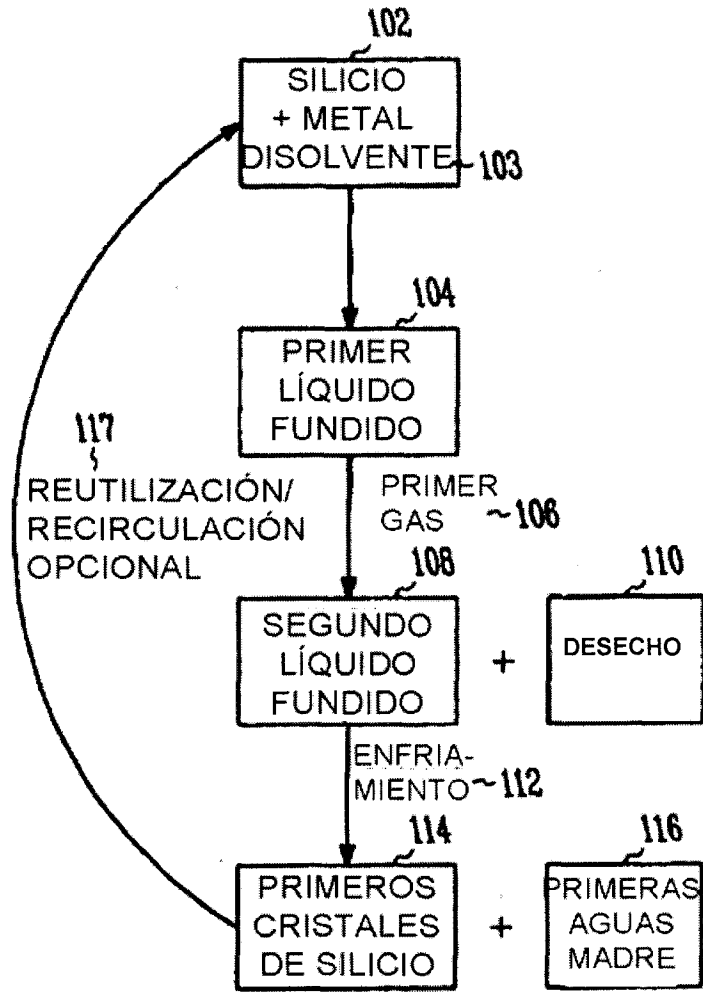 102
SILICIO
+ METAL
DISOLVENTE 103
104
PRIMER
LÍQUIDO
FUNDIDO
117
REUTILIZACIÓN/
RECIRCULACIÓN
OPCIONAL
PRIMER
GAS 106
108
SEGUNDO
LÍQUIDO
FUNDIDO
+
110
DESECHO
ENFRIA-
MIENTO 112
114
PRIMEROS
CRISTALES
DE SILICIO
+
116
PRIMERAS
AGUAS
MADRE